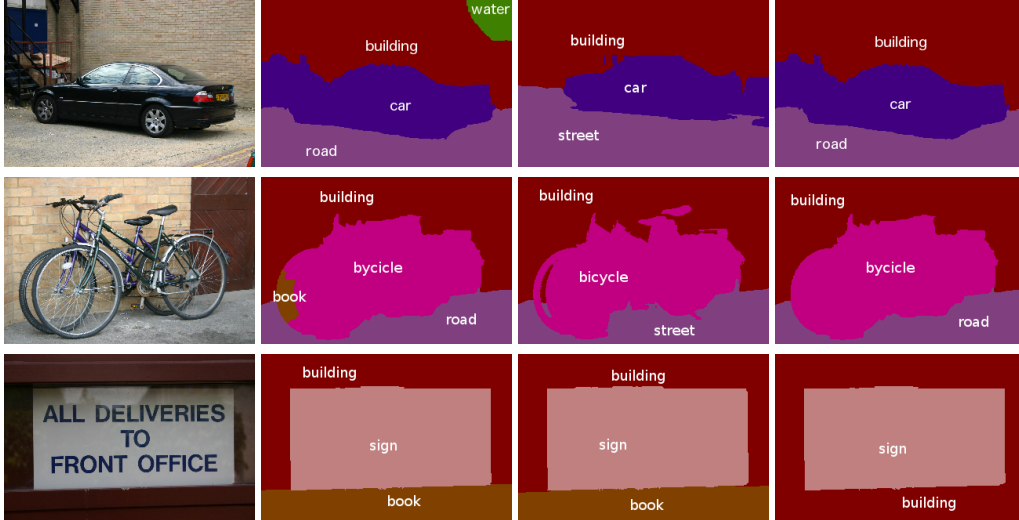 water
building
building
building
car
car
car
street
road
road
building
building
building
bycicle
bicycle
bycicle
book
road
street
road
building
building
ALL DELIVERIES
TO
FRONT OFFICE
sign
sign
sign
book
book
building